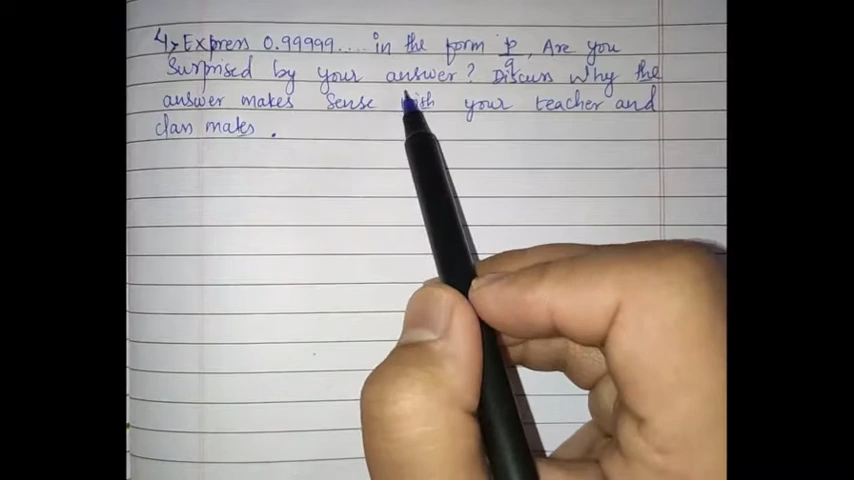 4) Express 0.99999.... in the form p/q, Are you
Surprised by your answer? Discuss why the
answer makes Sense with your teacher and
class mates.